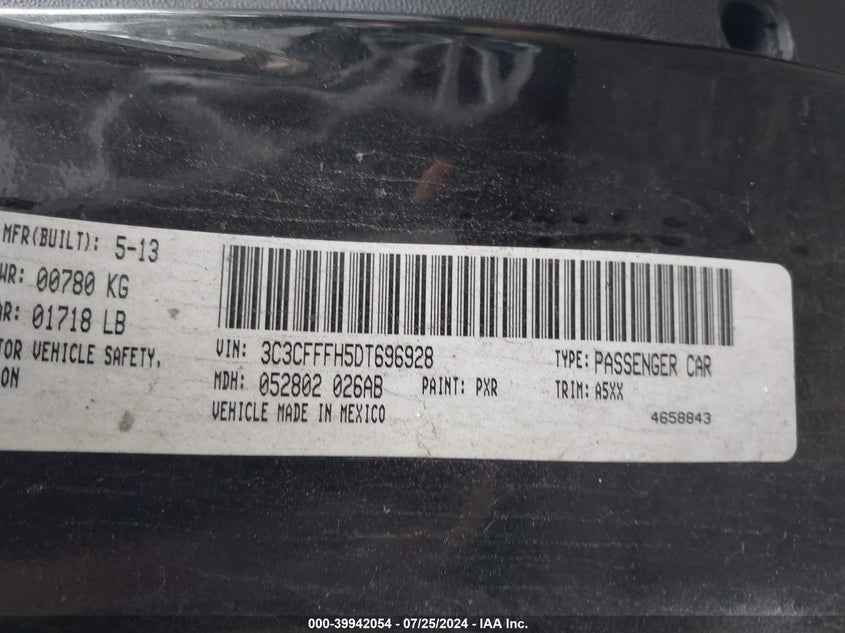 MFR(BUILT): 5-13
WR: 00780 KG
AR: 01718 LB
TOR VEHICLE SAFETY,
ON
VIN: 3C3CFFFH5DT696928
TYPE: PASSENGER CAR
MDH: 052802 026AB
PAINT: PXR
TRIM: A5XX
VEHICLE MADE IN MEXICO
4658843
000-39942054 - 07/25/2024 - IAA Inc.